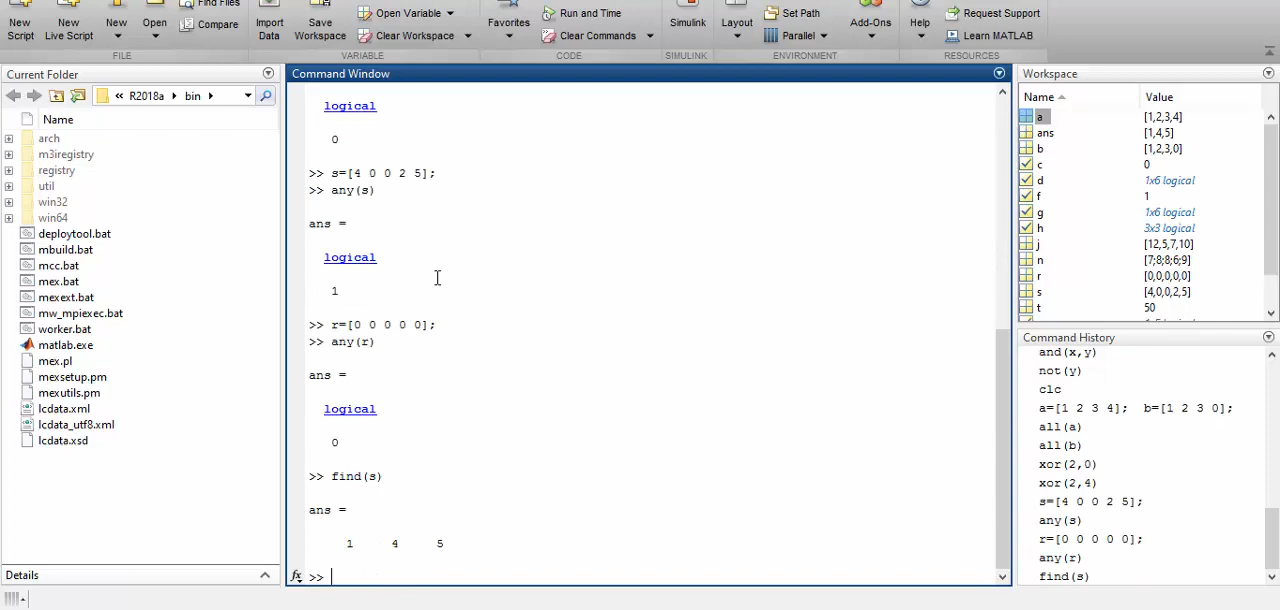 Find Files
New
Script
New
Live Script
New
Open
Compare
Import
Data
Save
Workspace
Open Variable
Clear Workspace
Favorites
Run and Time
Clear Commands
Simulink
Layout
Set Path
Parallel
Add-Ons
Help
Request Support
Learn MATLAB
FILE
VARIABLE
CODE
SIMULINK
ENVIRONMENT
RESOURCES
Current Folder
« R2018a bin
Name
arch
m3iregistry
registry
util
win32
win64
deploytool.bat
mbuild.bat
mcc.bat
mex.bat
mexext.bat
mw_mpiexec.bat
worker.bat
matlab.exe
mex.pl
mexsetup.pm
mexutils.pm
lcdata.xml
lcdata_utf8.xml
lcdata.xsd
Details
Command Window
logical
0
>> s=[4 0 0 2 5];
>> any(s)
ans =
logical
1
>> r=[0 0 0 0 0];
>> any(r)
ans =
logical
0
>> find(s)
ans =
1 4 5
fx >>
Workspace
Name Value
a [1,2,3,4]
ans [1,4,5]
b [1,2,3,0]
c 0
d 1x6 logical
f 1
g 1x6 logical
h 3x3 logical
j [12,5,7,10]
n [7;8;8;6;9]
r [0,0,0,0,0]
s [4,0,0,2,5]
t 50
Command History
and(x,y)
not(y)
clc
a=[1 2 3 4]; b=[1 2 3 0];
all(a)
all(b)
xor(2,0)
xor(2,4)
s=[4 0 0 2 5];
any(s)
r=[0 0 0 0 0];
any(r)
find(s)